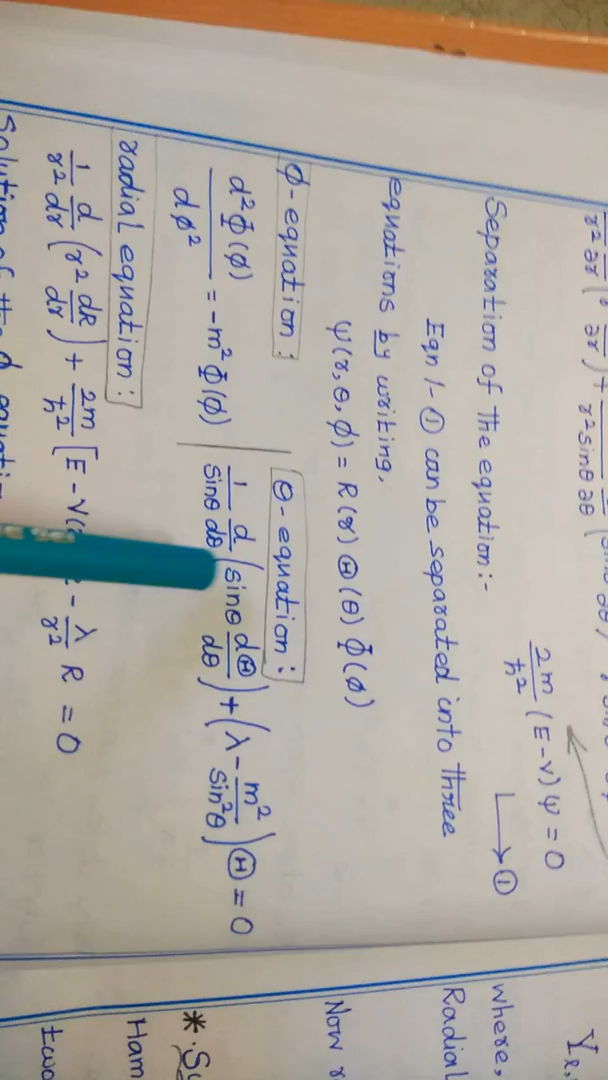 2m/ħ² (E-V) ψ = 0
→ ①
Separation of the equation:-
Eqn/- ① can be separated into three
equations by writing,
ψ(r,θ,ϕ) = R(r) Θ(θ) Φ(ϕ)
ϕ-equation:
d²Φ(ϕ)/dϕ² = -m² Φ(ϕ)
θ-equation:
1/sinθ d/dθ (sinθ dΘ/dθ) + (λ - m²/sin²θ) Θ = 0
radial equation:
1/r² d/dr (r² dR/dr) + 2m/ħ² [E - V( - λ/r² R = 0
where,
Radial
Now
Ham
two